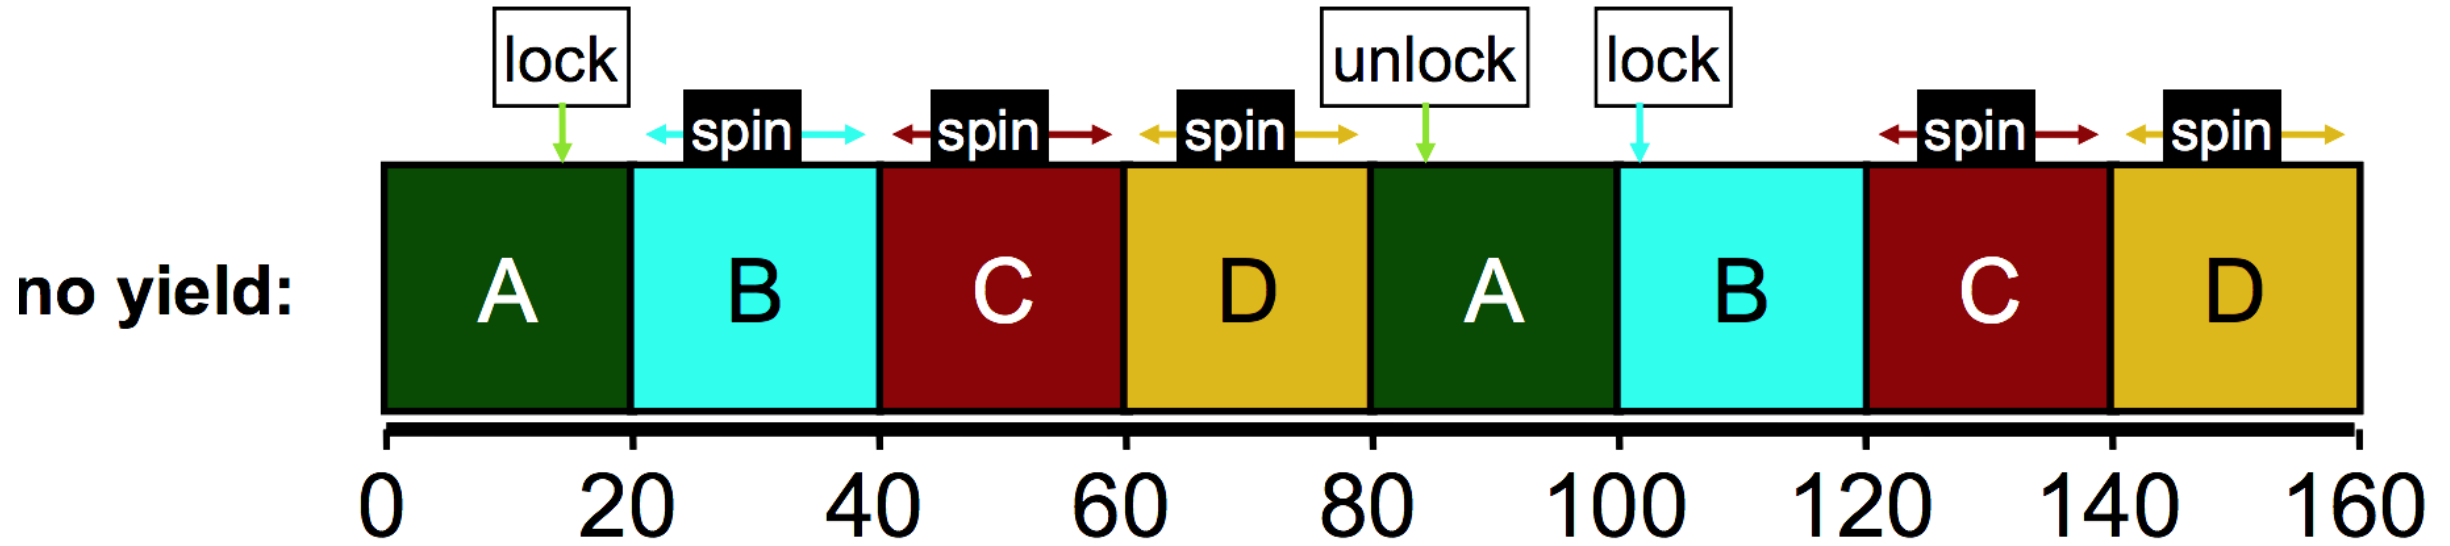 lock unlock lock
spin spin spin spin spin
no yield: A B C D A B C D
0 20 40 60 80 100 120 140 160